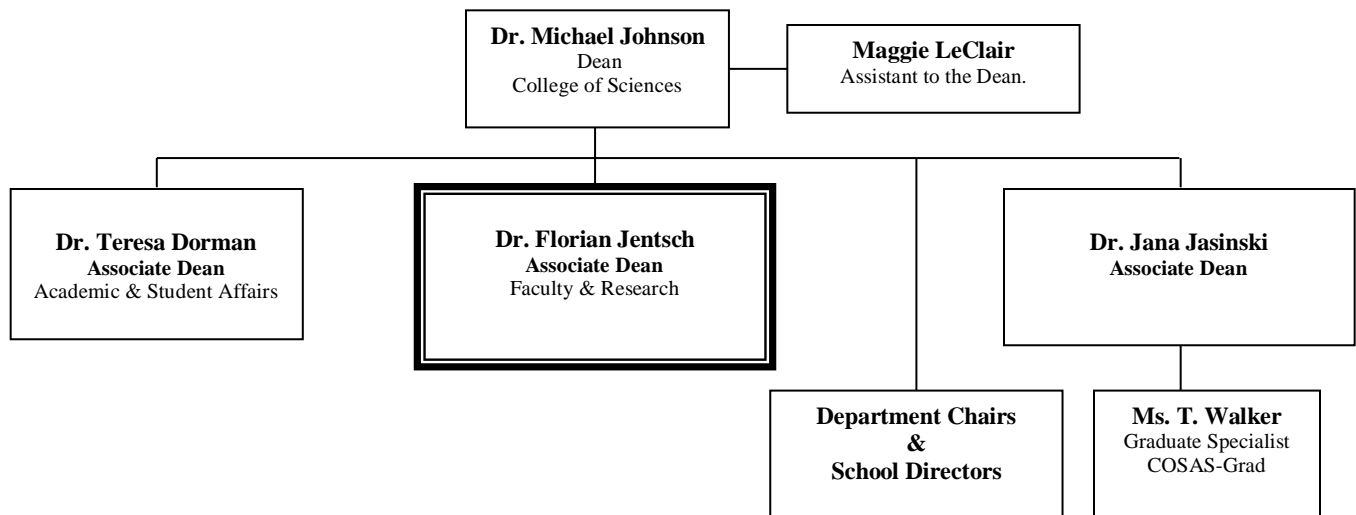 Dr. Michael Johnson
Dean
College of Sciences
Maggie LeClair
Assistant to the Dean.
Dr. Teresa Dorman
Associate Dean
Academic & Student Affairs
Dr. Florian Jentsch
Associate Dean
Faculty & Research
Dr. Jana Jasinski
Associate Dean
Department Chairs
&
School Directors
Ms. T. Walker
Graduate Specialist
COSAS-Grad